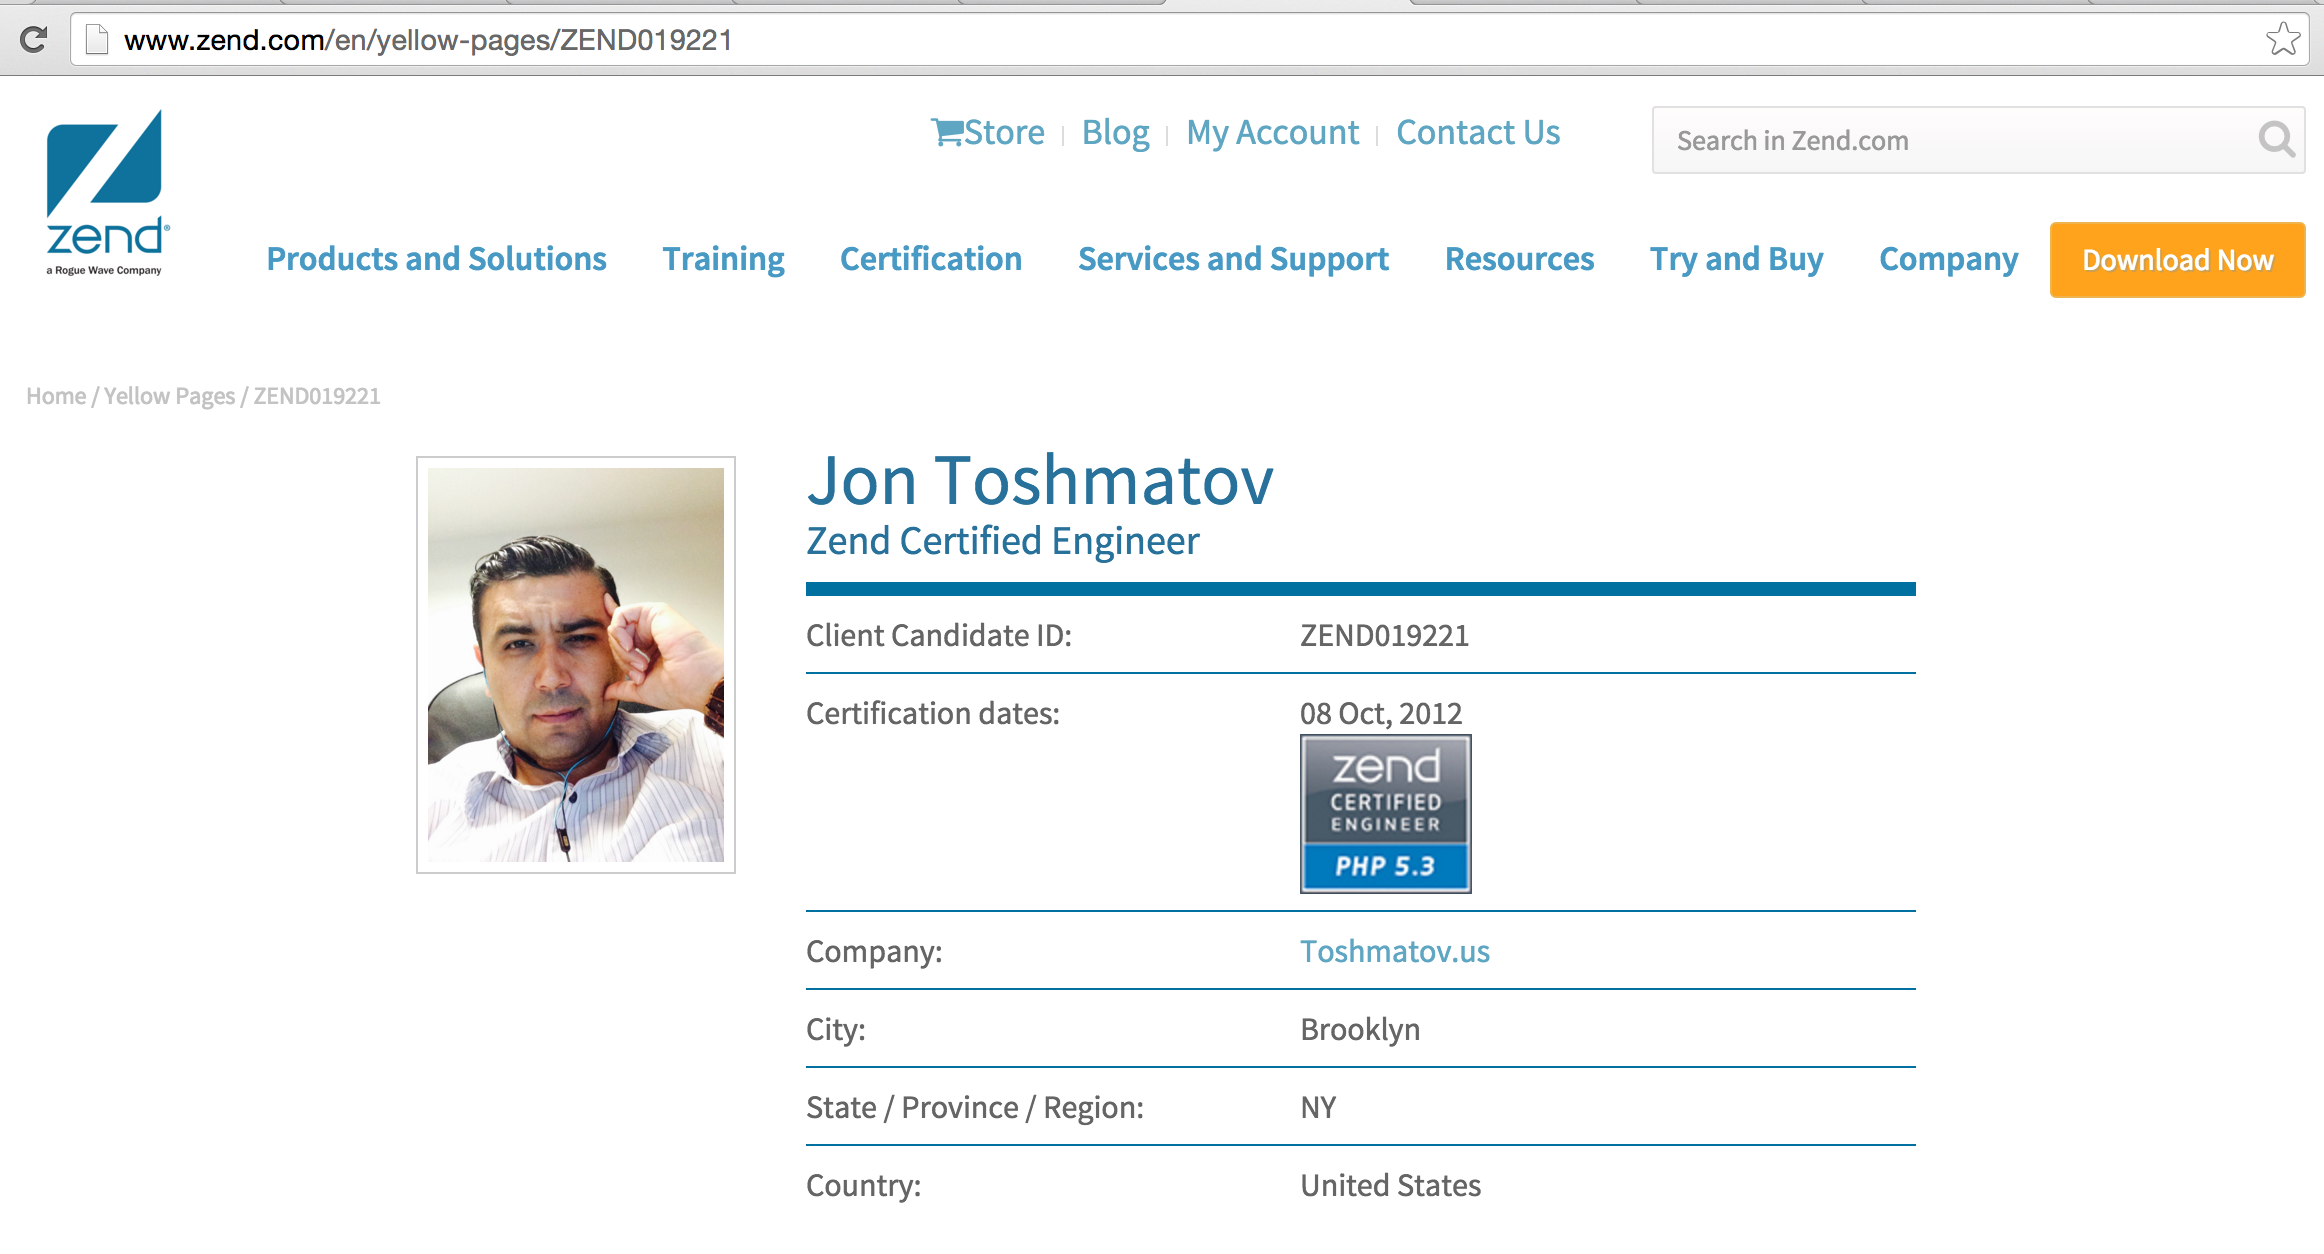 www.zend.com/en/yellow-pages/ZEND019221
Store | Blog | My Account | Contact Us
Search in Zend.com
zend®
a Rogue Wave Company
Products and Solutions Training Certification Services and Support Resources Try and Buy Company Download Now
Home / Yellow Pages / ZEND019221
Jon Toshmatov
Zend Certified Engineer
Client Candidate ID: ZEND019221
Certification dates: 08 Oct, 2012
zend
CERTIFIED
ENGINEER
PHP 5.3
Company: Toshmatov.us
City: Brooklyn
State / Province / Region: NY
Country: United States